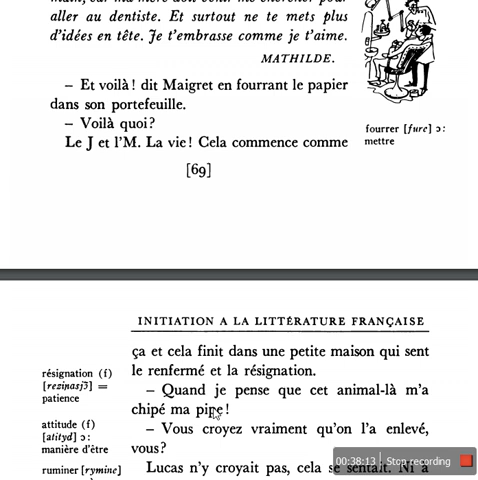 aller au dentiste. Et surtout ne te mets plus
d'idées en tête. Je t'embrasse comme je t'aime.
MATHILDE.
– Et voilà! dit Maigret en fourrant le papier
dans son portefeuille.
– Voilà quoi?
Le J et l'M. La vie! Cela commence comme
fourrer [fure] ɔ:
mettre
[69]
INITIATION A LA LITTÉRATURE FRANÇAISE
ça et cela finit dans une petite maison qui sent
le renfermé et la résignation.
– Quand je pense que cet animal-là m'a
chipé ma pipe!
– Vous croyez vraiment qu'on l'a enlevé,
vous?
Lucas n'y croyait pas, cela se sentait. Ni à
résignation (f)
[reziɲasjɔ̃] =
patience
attitude (f)
[atityd] ɔ:
manière d'être
ruminer [rymine]
00:38:13 Stop recording